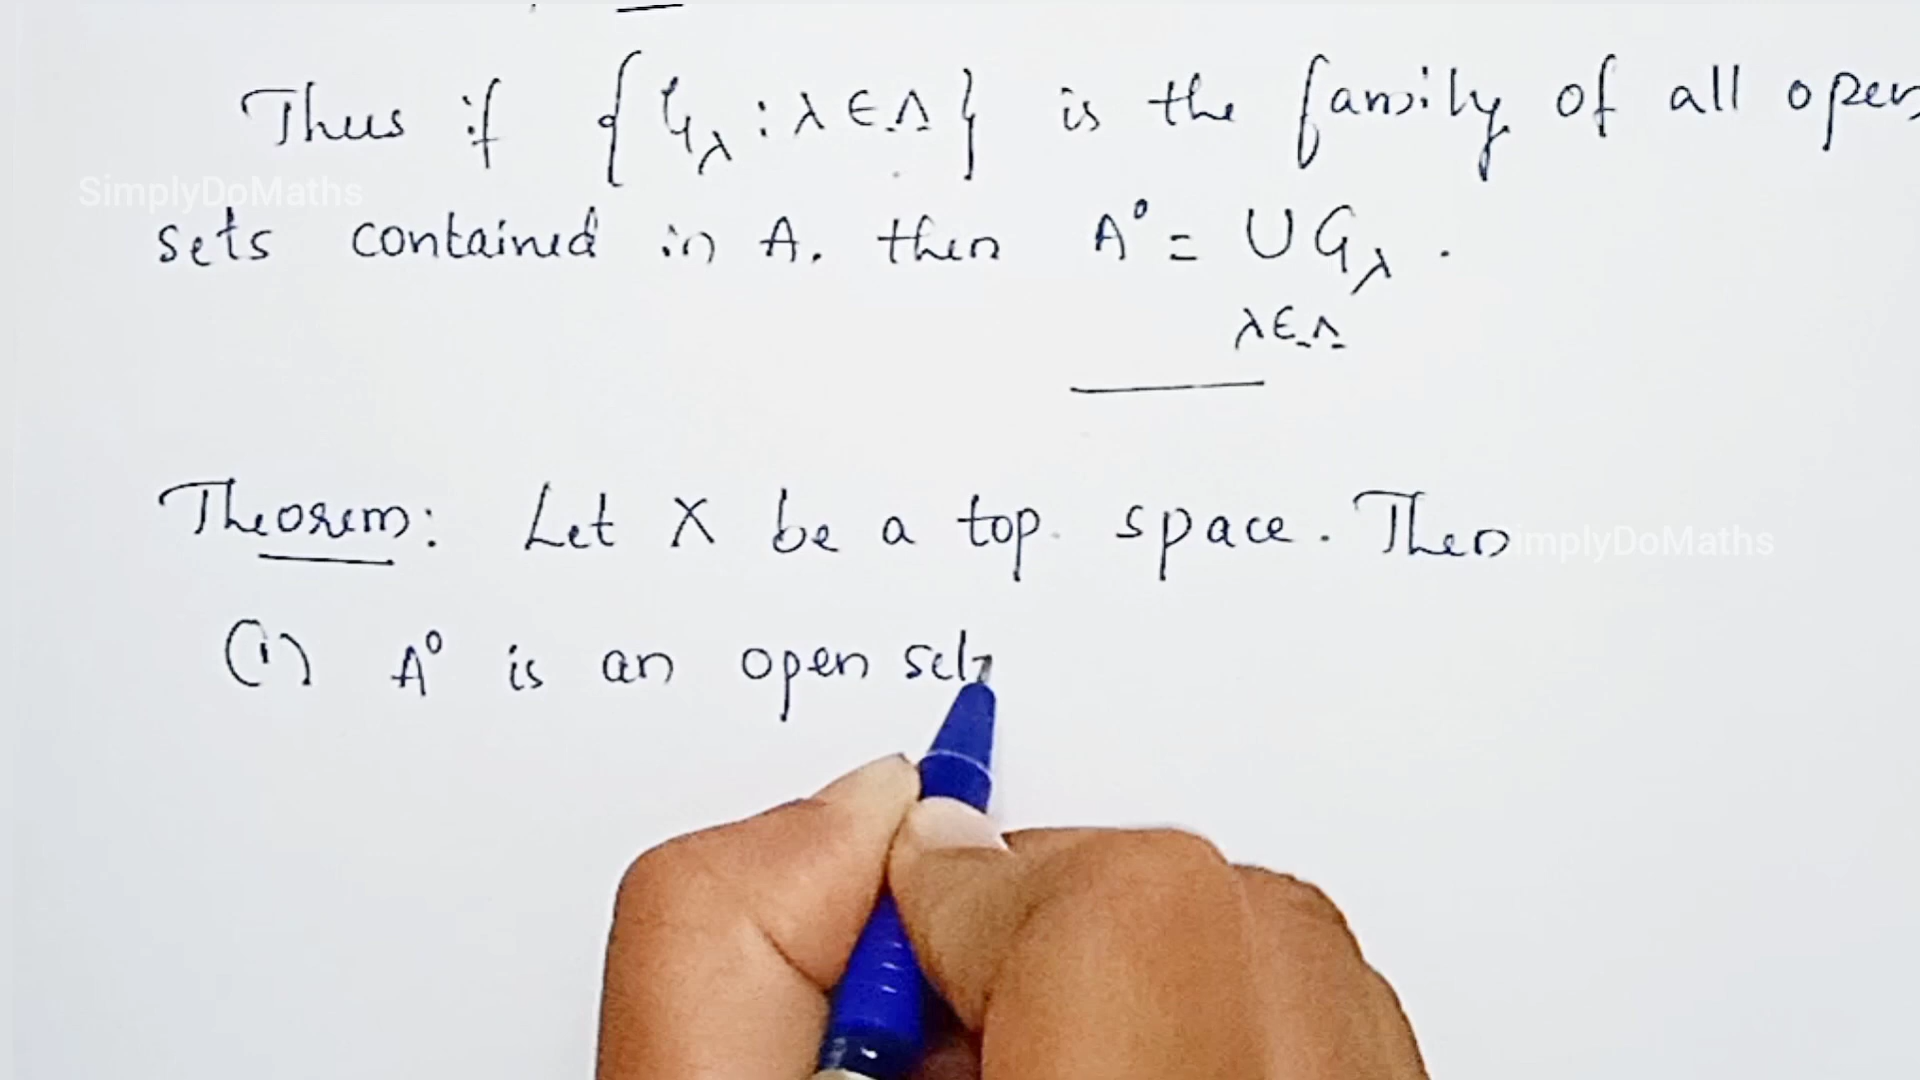 Thus if {Gλ : λ ∈ Λ} is the family of all open
SimplyDoMaths
sets contained in A. then A° = ∪ Gλ .
λ ∈ Λ
Theorem: Let X be a top. space. Then
SimplyDoMaths
(i) A° is an open set